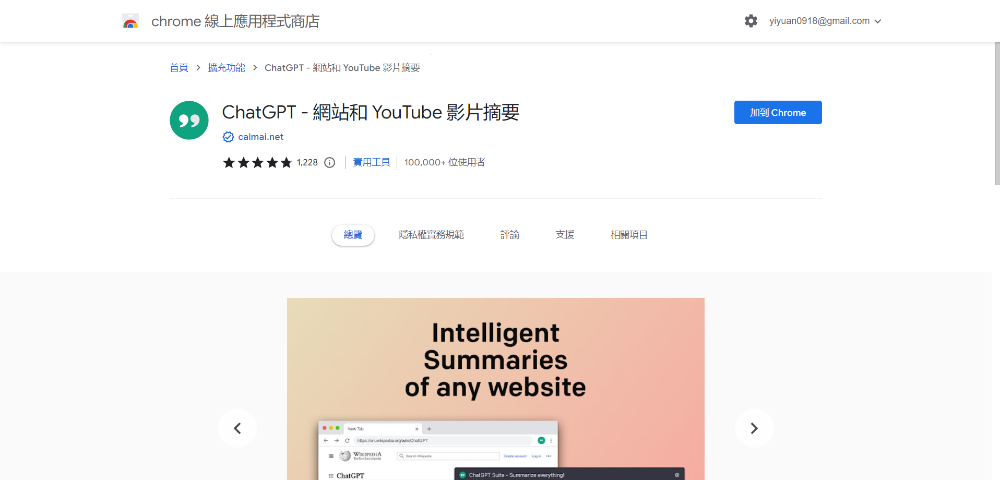 chrome 線上應用程式商店
yiyuan0918@gmail.com
首頁 > 擴充功能 > ChatGPT - 網站和 YouTube 影片摘要
ChatGPT - 網站和 YouTube 影片摘要
加到 Chrome
calmai.net
1,228 實用工具 100,000+ 位使用者
總覽 隱私權實務規範 評論 支援 相關項目
Intelligent
Summaries
of any website
New Tab
https://en.wikipedia.org/wiki/ChatGPT
WIKIPEDIA
The Free Encyclopedia
Search Wikipedia
Create account Log in
ChatGPT
ChatGPT Suite - Summarize everything!